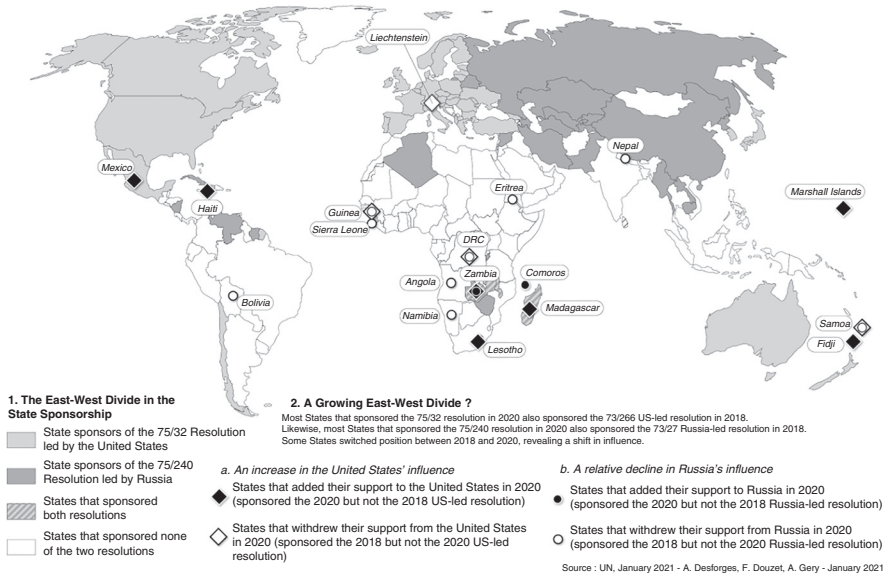 Liechtenstein
Nepal
Mexico
Marshall Islands
Eritrea
Haiti
Guinea
Sierra Leone
DRC
Zambia
Comoros
Angola
Bolivia
Madagascar
Namibia
Samoa
Fidji
Lesotho
1. The East-West Divide in the
State Sponsorship
State sponsors of the 75/32 Resolution
led by the United States
State sponsors of the 75/240
Resolution led by Russia
States that sponsored
both resolutions
States that sponsored none
of the two resolutions
2. A Growing East-West Divide ?
Most States that sponsored the 75/32 resolution in 2020 also sponsored the 73/266 US-led resolution in 2018.
Likewise, most States that sponsored the 75/240 resolution in 2020 also sponsored the 73/27 Russia-led resolution in 2018.
Some States switched position between 2018 and 2020, revealing a shift in influence.
a. An increase in the United States' influence
States that added their support to the United States in 2020
(sponsored the 2020 but not the 2018 US-led resolution)
States that withdrew their support from the United States
in 2020 (sponsored the 2018 but not the 2020 US-led
resolution)
b. A relative decline in Russia's influence
States that added their support to Russia in 2020
(sponsored the 2020 but not the 2018 Russia-led resolution)
States that withdrew their support from Russia in 2020
(sponsored the 2018 but not the 2020 Russia-led resolution)
Source : UN, January 2021 - A. Desforges, F. Douzet, A. Gery - January 2021